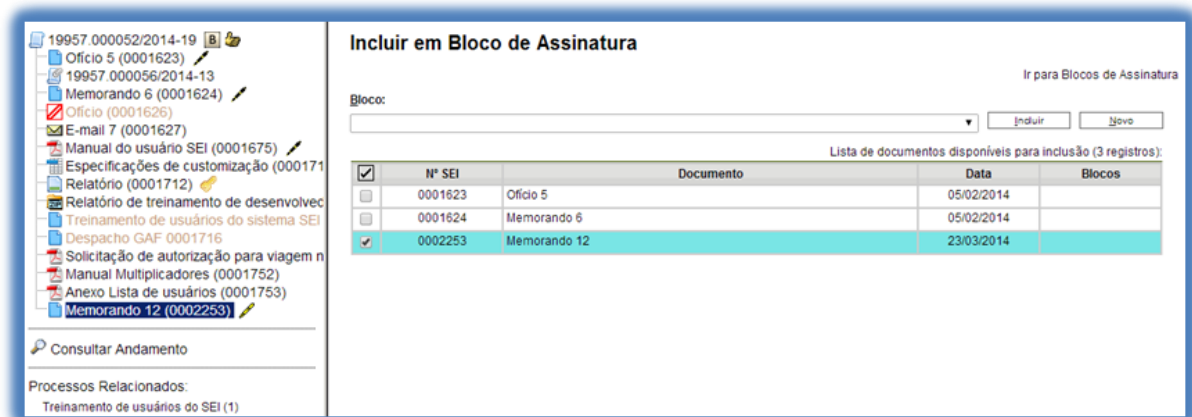 19957.000052/2014-19 B
Ofício 5 (0001623)
19957.000056/2014-13
Memorando 6 (0001624)
Ofício (0001626)
E-mail 7 (0001627)
Manual do usuário SEI (0001675)
Especificações de customização (000171
Relatório (0001712)
Relatório de treinamento de desenvolvec
Treinamento de usuários do sistema SEI
Despacho GAF 0001716
Solicitação de autorização para viagem n
Manual Multiplicadores (0001752)
Anexo Lista de usuários (0001753)
Memorando 12 (0002253)
Consultar Andamento
Processos Relacionados:
Treinamento de usuários do SEI (1)
Incluir em Bloco de Assinatura
Ir para Blocos de Assinatura
Bloco:
Incluir Novo
Lista de documentos disponíveis para inclusão (3 registros):
Nº SEI Documento Data Blocos
0001623 Ofício 5 05/02/2014
0001624 Memorando 6 05/02/2014
0002253 Memorando 12 23/03/2014